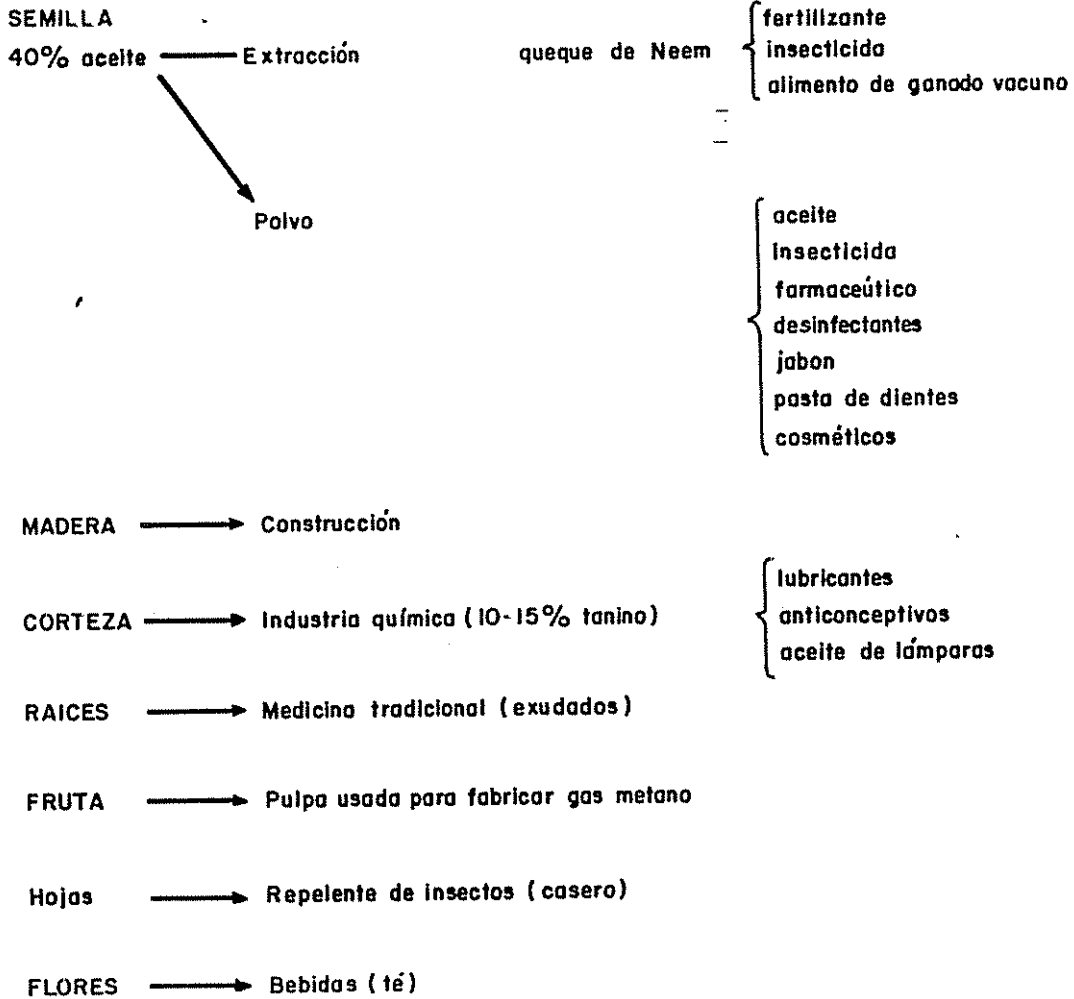 SEMILLA
40% aceite Extracción queque de Neem
fertilizante
insecticida
alimento de ganado vacuno
Polvo
aceite
insecticida
farmaceútico
desinfectantes
jabon
pasta de dientes
cosméticos
MADERA Construcción
CORTEZA Industria química (10-15% tanino)
lubricantes
anticonceptivos
aceite de lámparas
RAICES Medicina tradicional (exudados)
FRUTA Pulpa usada para fabricar gas metano
Hojas Repelente de insectos (casero)
FLORES Bebidas (té)